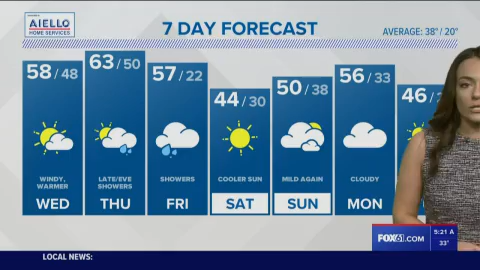 AIELLO
HOME SERVICES
7 DAY FORECAST
AVERAGE: 38°/20°
58/48
WINDY,
WARMER
WED
63/50
LATE/EVE
SHOWERS
THU
57/22
SHOWERS
FRI
44/30
COOLER SUN
SAT
50/38
MILD AGAIN
SUN
56/33
CLOUDY
MON
46
FOX61.COM
5:21 A
33°
LOCAL NEWS: